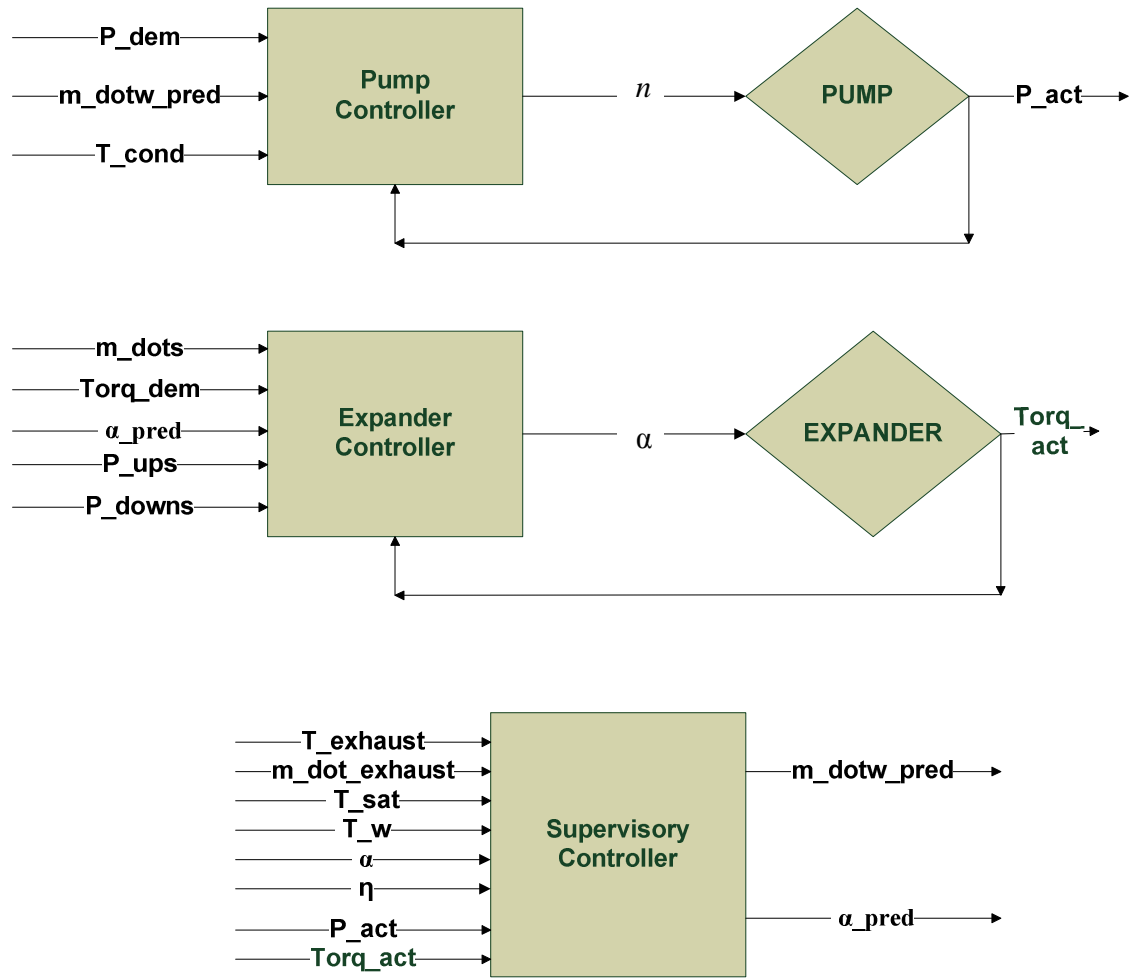 P_dem
m_dotw_pred
T_cond
Pump
Controller
n
PUMP
P_act
m_dots
Torq_dem
α_pred
P_ups
P_downs
Expander
Controller
α
EXPANDER
Torq_
act
T_exhaust
m_dot_exhaust
T_sat
T_w
α
η
P_act
Torq_act
Supervisory
Controller
m_dotw_pred
α_pred